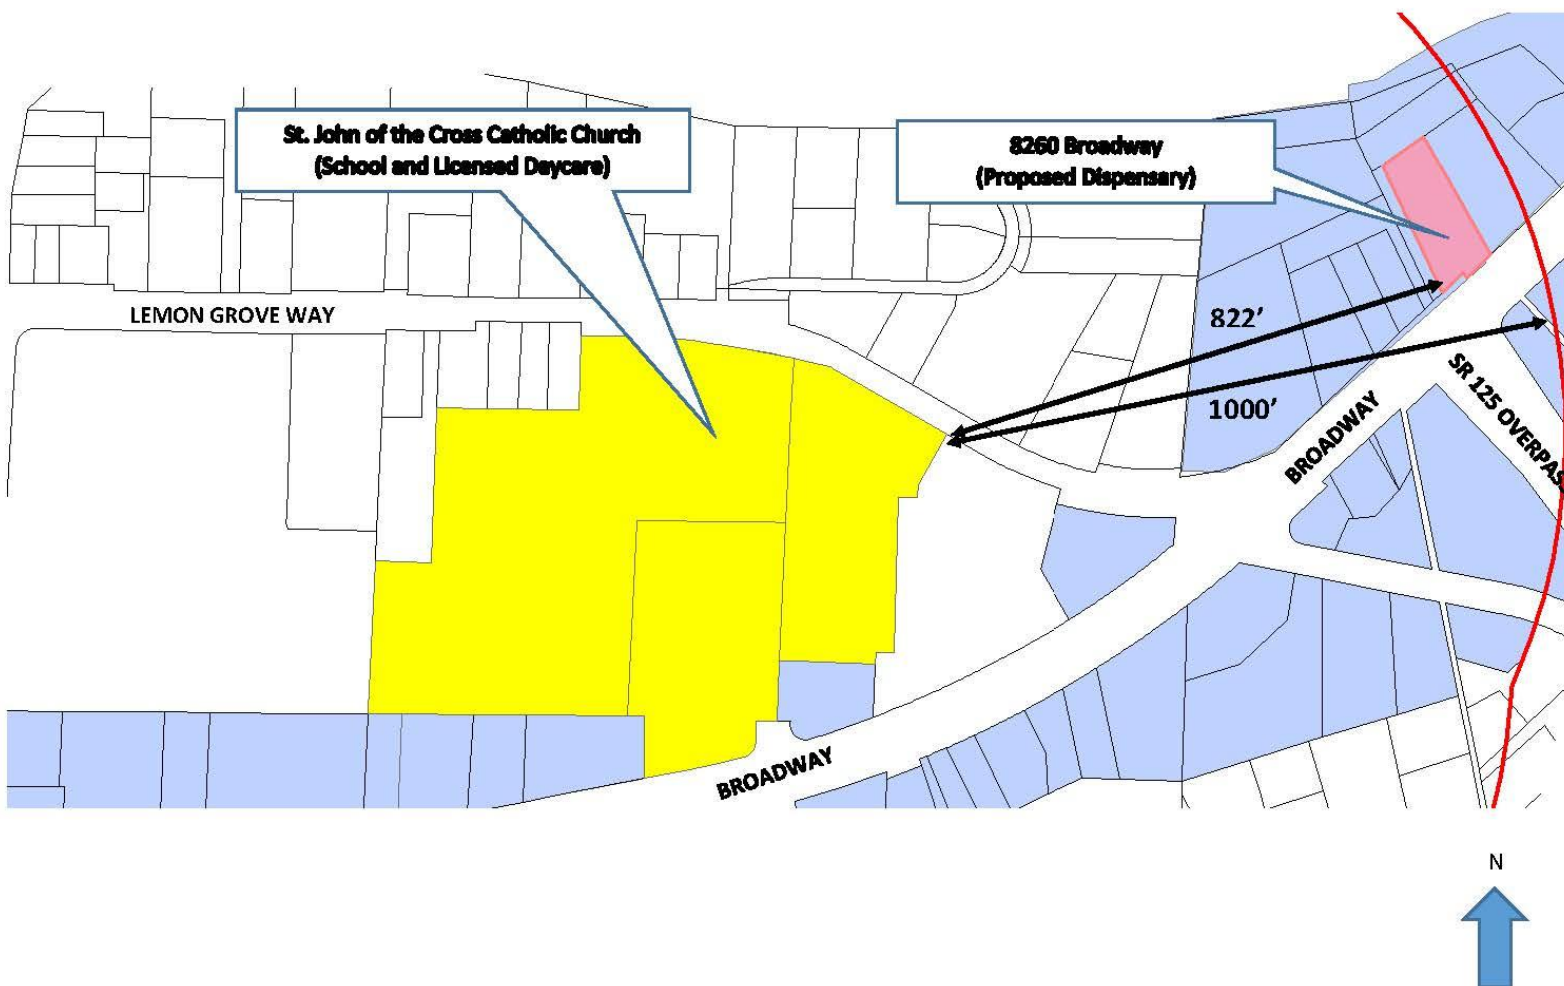 St. John of the Cross Catholic Church
(School and Licensed Daycare)
8260 Broadway
(Proposed Dispensary)
LEMON GROVE WAY
822’
1000’
SR 125 OVERPASS
BROADWAY
BROADWAY
N